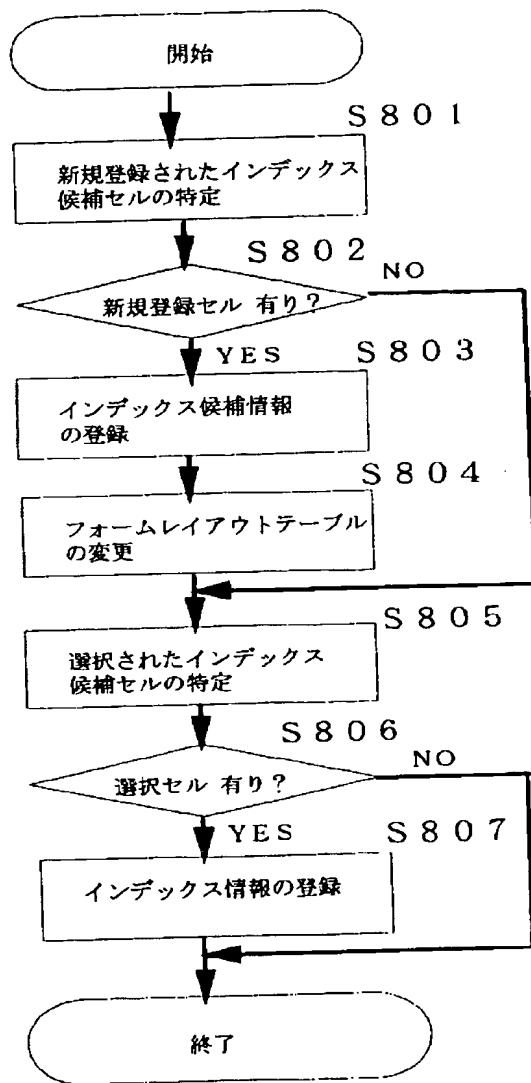 開始
S801
新規登録されたインデックス
候補セルの特定
S802
NO
新規登録セル 有り?
YES
S803
インデックス候補情報
の登録
S804
フォームレイアウトテーブル
の変更
S805
選択されたインデックス
候補セルの特定
S806
NO
選択セル 有り?
YES
S807
インデックス情報の登録
終了